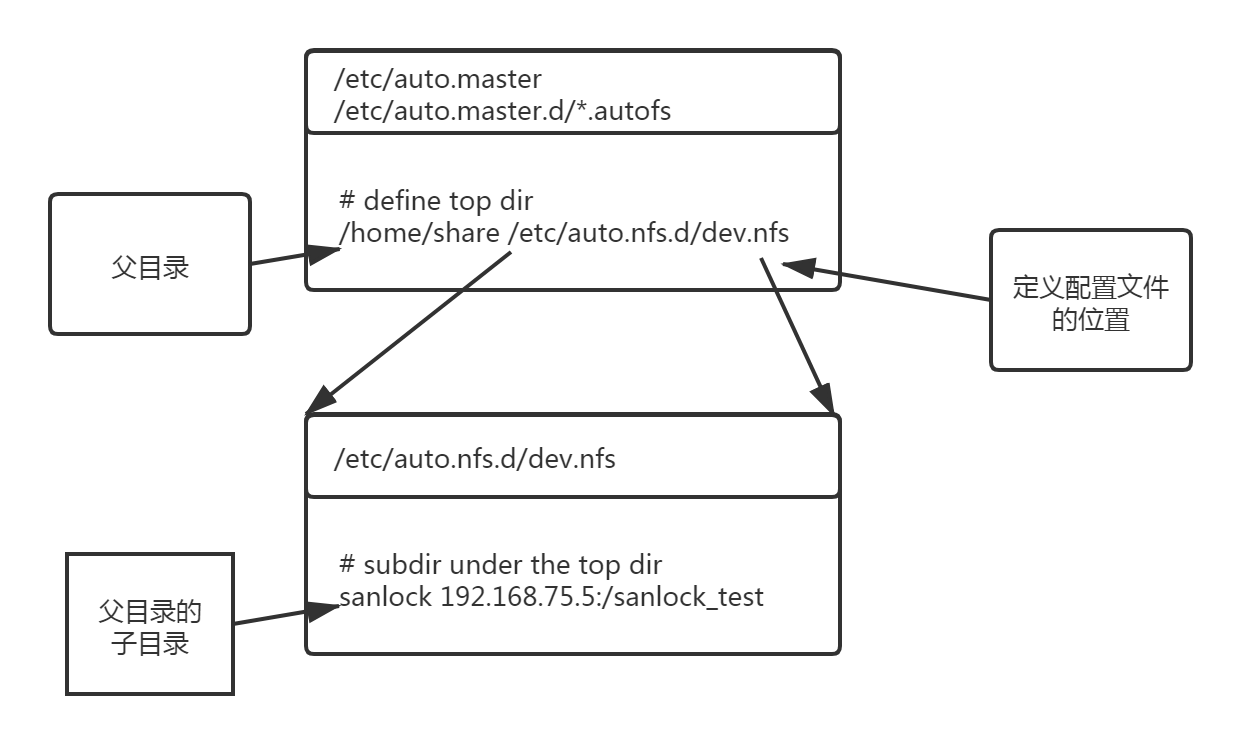 /etc/auto.master
/etc/auto.master.d/*.autofs
# define top dir
/home/share /etc/auto.nfs.d/dev.nfs
父目录
定义配置文件
的位置
/etc/auto.nfs.d/dev.nfs
# subdir under the top dir
sanlock 192.168.75.5:/sanlock_test
父目录的
子目录